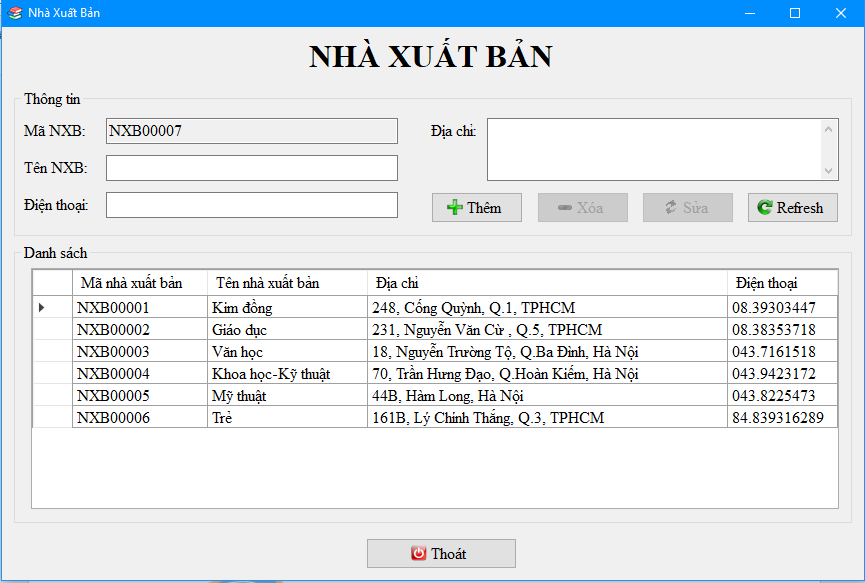 Nhà Xuất Bản
NHÀ XUẤT BẢN
Thông tin
Mã NXB: NXB00007 Địa chỉ:
Tên NXB:
Điện thoại: Thêm Xóa Sửa Refresh
Danh sách
Mã nhà xuất bản Tên nhà xuất bản Địa chỉ Điện thoại
NXB00001 Kim đồng 248, Cống Quỳnh, Q.1, TPHCM 08.39303447
NXB00002 Giáo dục 231, Nguyễn Văn Cừ , Q.5, TPHCM 08.38353718
NXB00003 Văn học 18, Nguyễn Trường Tộ, Q.Ba Đình, Hà Nội 043.7161518
NXB00004 Khoa học-Kỹ thuật 70, Trần Hưng Đạo, Q.Hoàn Kiếm, Hà Nội 043.9423172
NXB00005 Mỹ thuật 44B, Hàm Long, Hà Nội 043.8225473
NXB00006 Trẻ 161B, Lý Chính Thắng, Q.3, TPHCM 84.839316289
Thoát